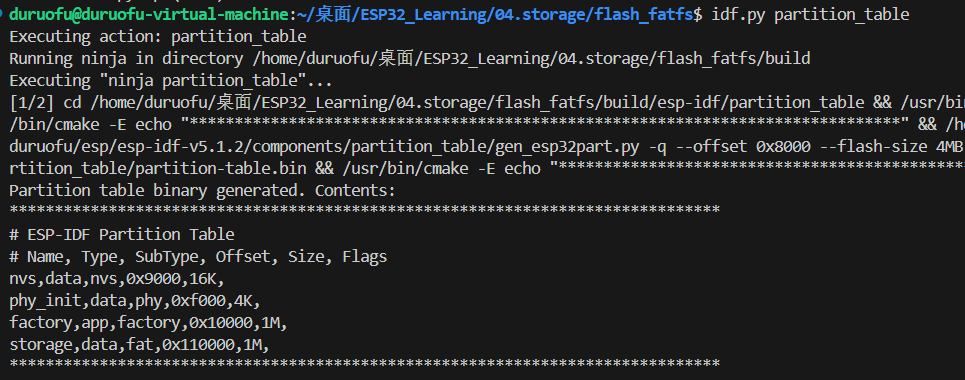 duruofu@duruofu-virtual-machine:~/桌面/ESP32_Learning/04.storage/flash_fatfs$ idf.py partition_table
Executing action: partition_table
Running ninja in directory /home/duruofu/桌面/ESP32_Learning/04.storage/flash_fatfs/build
Executing "ninja partition_table"...
[1/2] cd /home/duruofu/桌面/ESP32_Learning/04.storage/flash_fatfs/build/esp-idf/partition_table && /usr/bin
/bin/cmake -E echo "*******************************************************************************" && /h
duruofu/esp/esp-idf-v5.1.2/components/partition_table/gen_esp32part.py -q --offset 0x8000 --flash-size 4MB
rtition_table/partition-table.bin && /usr/bin/cmake -E echo "*********************************************
Partition table binary generated. Contents:
*******************************************************************************
# ESP-IDF Partition Table
# Name, Type, SubType, Offset, Size, Flags
nvs,data,nvs,0x9000,16K,
phy_init,data,phy,0xf000,4K,
factory,app,factory,0x10000,1M,
storage,data,fat,0x110000,1M,
*******************************************************************************